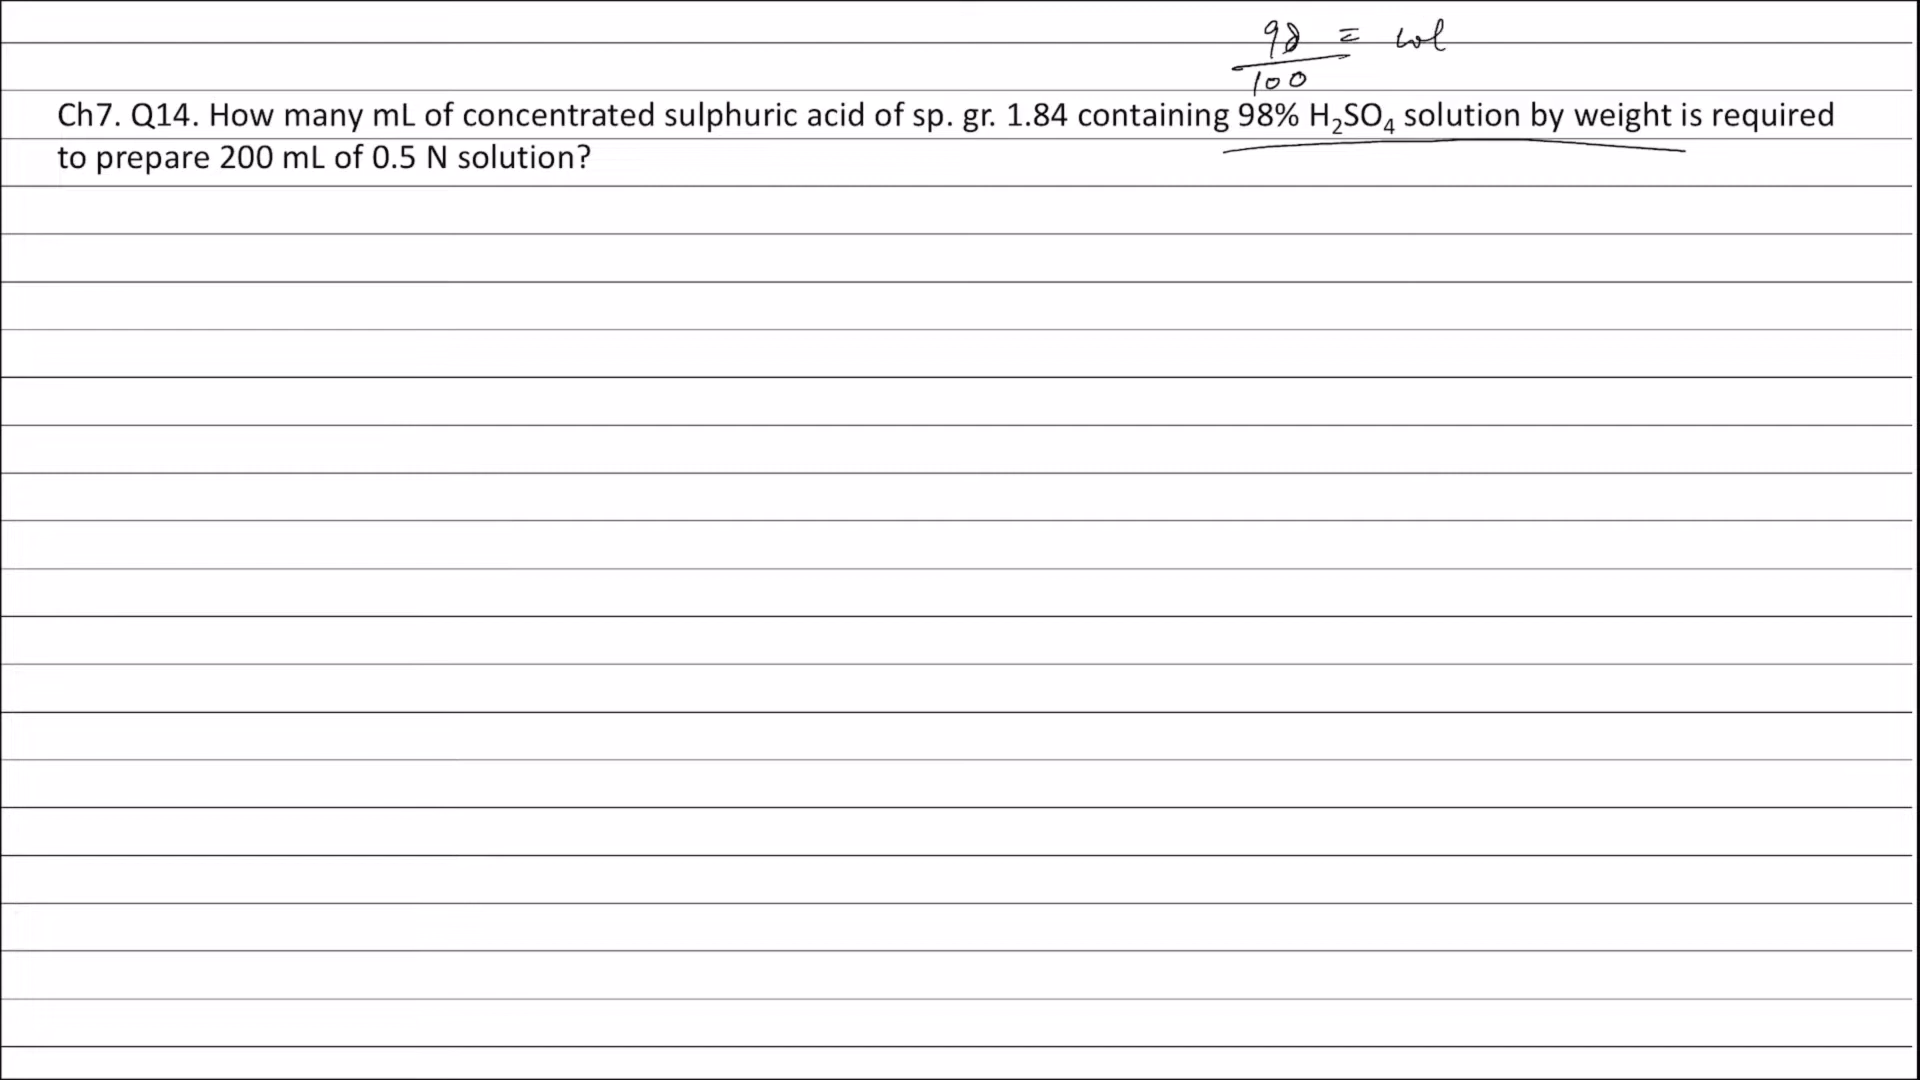 98 = wt
100
Ch7. Q14. How many mL of concentrated sulphuric acid of sp. gr. 1.84 containing 98% H₂SO₄ solution by weight is required
to prepare 200 mL of 0.5 N solution?